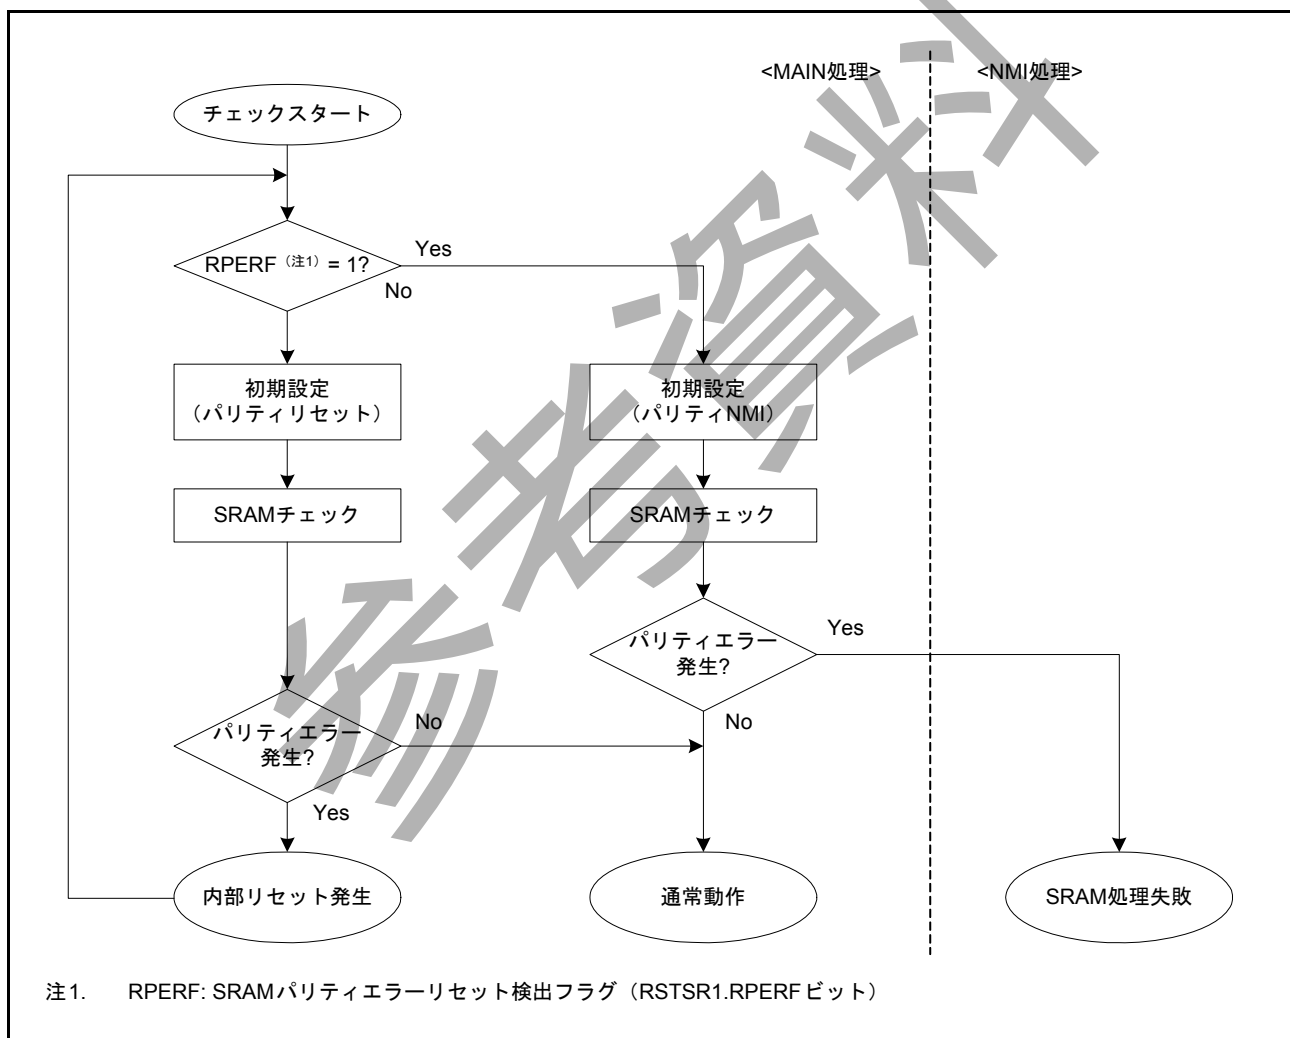 <MAIN処理>
<NMI処理>
チェックスタート
RPERF（注1）= 1?
Yes
No
初期設定
（パリティリセット）
初期設定
（パリティNMI）
SRAMチェック
SRAMチェック
パリティエラー
発生?
Yes
No
パリティエラー
発生?
No
Yes
内部リセット発生
通常動作
SRAM処理失敗
注1. RPERF: SRAMパリティエラーリセット検出フラグ（RSTSR1.RPERFビット）
参考資料